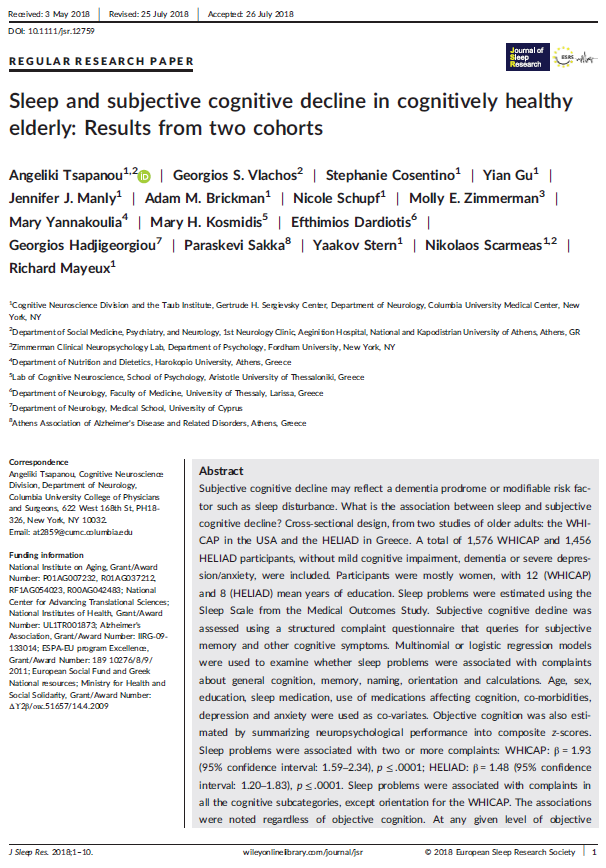 Received: 3 May 2018 | Revised: 25 July 2018 | Accepted: 26 July 2018
DOI: 10.1111/jsr.12759
REGULAR RESEARCH PAPER
Journal of
Sleep
Research
ESRS
Sleep and subjective cognitive decline in cognitively healthy
elderly: Results from two cohorts
Angeliki Tsapanou1,2 iD | Georgios S. Vlachos2 | Stephanie Cosentino1 | Yian Gu1 |
Jennifer J. Manly1 | Adam M. Brickman1 | Nicole Schupf1 | Molly E. Zimmerman3 |
Mary Yannakoulia4 | Mary H. Kosmidis5 | Efthimios Dardiotis6 |
Georgios Hadjigeorgiou7 | Paraskevi Sakka8 | Yaakov Stern1 | Nikolaos Scarmeas1,2 |
Richard Mayeux1
1Cognitive Neuroscience Division and the Taub Institute, Gertrude H. Sergievsky Center, Department of Neurology, Columbia University Medical Center, New
York, NY
2Department of Social Medicine, Psychiatry, and Neurology, 1st Neurology Clinic, Aeginition Hospital, National and Kapodistrian University of Athens, Athens, GR
3Zimmerman Clinical Neuropsychology Lab, Department of Psychology, Fordham University, New York, NY
4Department of Nutrition and Dietetics, Harokopio University, Athens, Greece
5Lab of Cognitive Neuroscience, School of Psychology, Aristotle University of Thessaloniki, Greece
6Department of Neurology, Faculty of Medicine, University of Thessaly, Larissa, Greece
7Department of Neurology, Medical School, University of Cyprus
8Athens Association of Alzheimer's Disease and Related Disorders, Athens, Greece
Correspondence
Angeliki Tsapanou, Cognitive Neuroscience
Division, Department of Neurology,
Columbia University College of Physicians
and Surgeons, 622 West 168th St, PH18-
326, New York, NY 10032.
Email: at2859@cumc.columbia.edu
Funding information
National Institute on Aging, Grant/Award
Number: P01AG007232, R01AG037212,
RF1AG054023, R00AG042483; National
Center for Advancing Translational Sciences;
National Institutes of Health, Grant/Award
Number: UL1TR001873; Alzheimer's
Association, Grant/Award Number: IIRG-09-
133014; ESPA-EU program Excellence,
Grant/Award Number: 189 10276/8/9/
2011; European Social Fund and Greek
National resources; Ministry for Health and
Social Solidarity, Grant/Award Number:
ΔΥ2β/οικ.51657/14.4.2009
Abstract
Subjective cognitive decline may reflect a dementia prodrome or modifiable risk fac-
tor such as sleep disturbance. What is the association between sleep and subjective
cognitive decline? Cross-sectional design, from two studies of older adults: the WHI-
CAP in the USA and the HELIAD in Greece. A total of 1,576 WHICAP and 1,456
HELIAD participants, without mild cognitive impairment, dementia or severe depres-
sion/anxiety, were included. Participants were mostly women, with 12 (WHICAP)
and 8 (HELIAD) mean years of education. Sleep problems were estimated using the
Sleep Scale from the Medical Outcomes Study. Subjective cognitive decline was
assessed using a structured complaint questionnaire that queries for subjective
memory and other cognitive symptoms. Multinomial or logistic regression models
were used to examine whether sleep problems were associated with complaints
about general cognition, memory, naming, orientation and calculations. Age, sex,
education, sleep medication, use of medications affecting cognition, co-morbidities,
depression and anxiety were used as co-variates. Objective cognition was also esti-
mated by summarizing neuropsychological performance into composite z-scores.
Sleep problems were associated with two or more complaints: WHICAP: β = 1.93
(95% confidence interval: 1.59–2.34), p ≤ .0001; HELIAD: β = 1.48 (95% confidence
interval: 1.20–1.83), p ≤ .0001. Sleep problems were associated with complaints in
all the cognitive subcategories, except orientation for the WHICAP. The associations
were noted regardless of objective cognition. At any given level of objective
J Sleep Res. 2018;1–10.
wileyonlinelibrary.com/journal/jsr
© 2018 European Sleep Research Society | 1